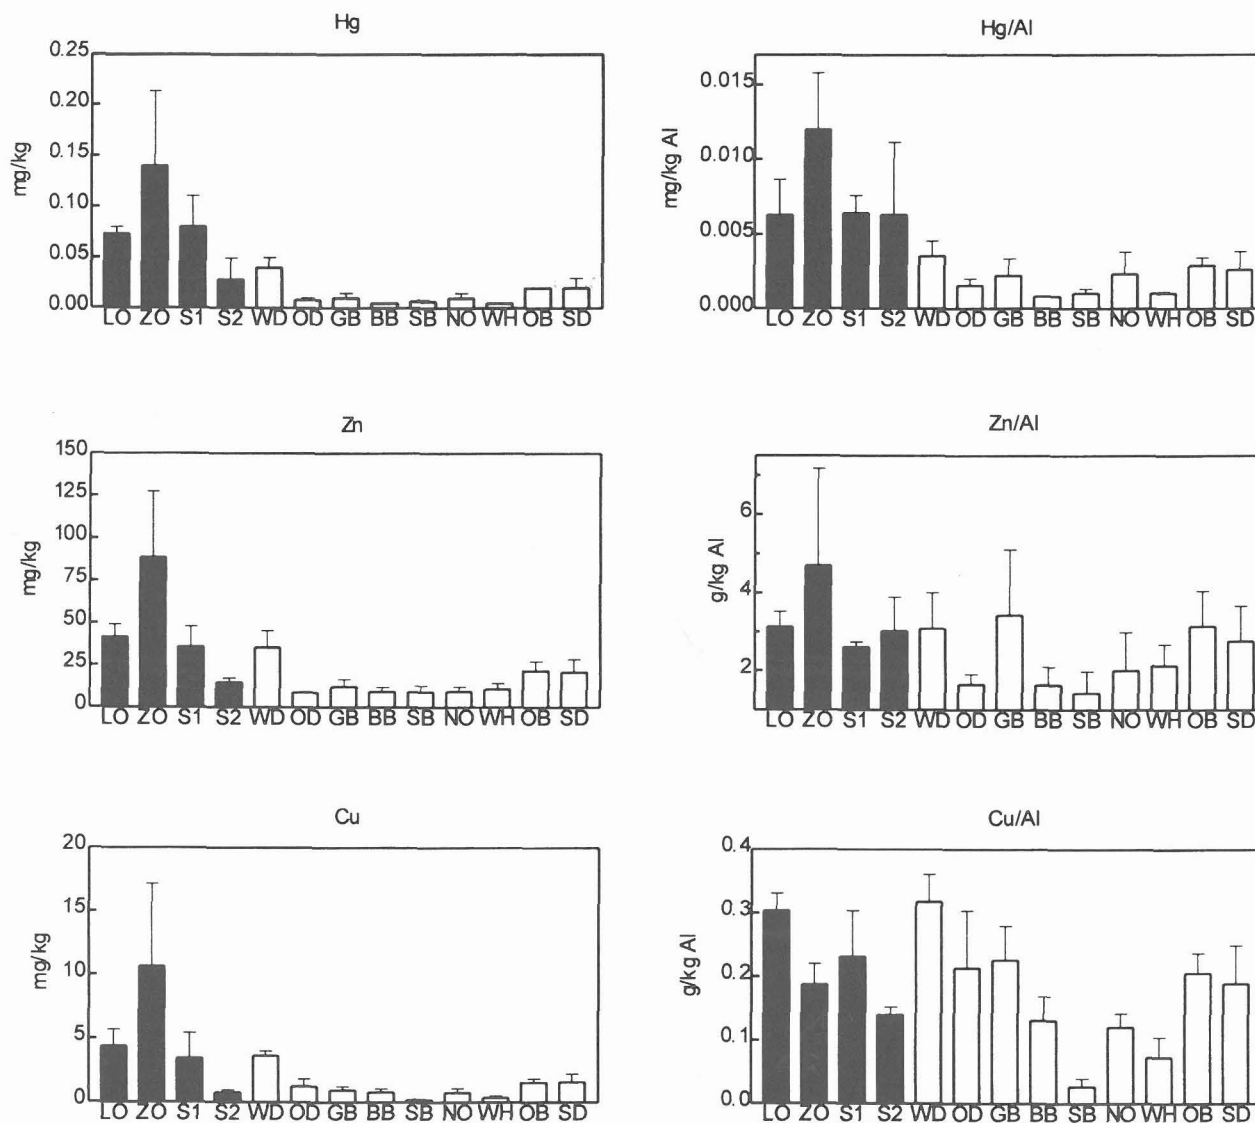 Hg
0.25
0.20
0.15
0.10
0.05
0.00
mg/kg
LO ZO S1 S2 WD OD GB BB SB NO WH OB SD
Hg/Al
0.015
0.010
0.005
0.000
mg/kg Al
LO ZO S1 S2 WD OD GB BB SB NO WH OB SD
Zn
150
125
100
75
50
25
0
mg/kg
LO ZO S1 S2 WD OD GB BB SB NO WH OB SD
Zn/Al
6
4
2
g/kg Al
LO ZO S1 S2 WD OD GB BB SB NO WH OB SD
Cu
20
15
10
5
0
mg/kg
LO ZO S1 S2 WD OD GB BB SB NO WH OB SD
Cu/Al
0.4
0.3
0.2
0.1
0.0
g/kg Al
LO ZO S1 S2 WD OD GB BB SB NO WH OB SD